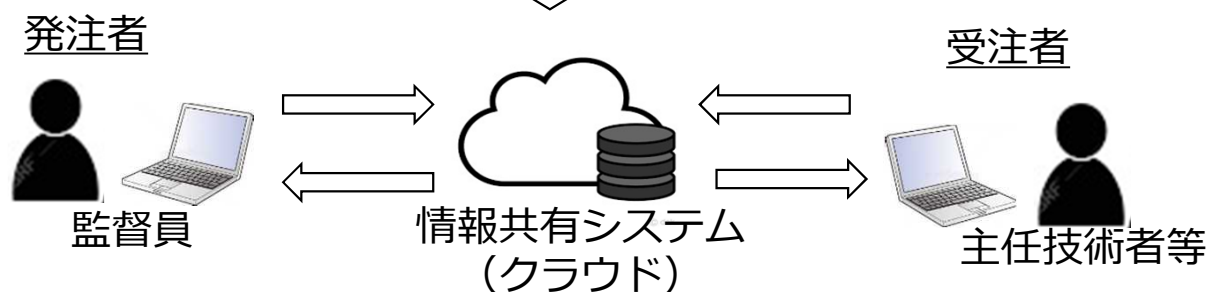 発注者
受注者
監督員
情報共有システム
（クラウド）
主任技術者等